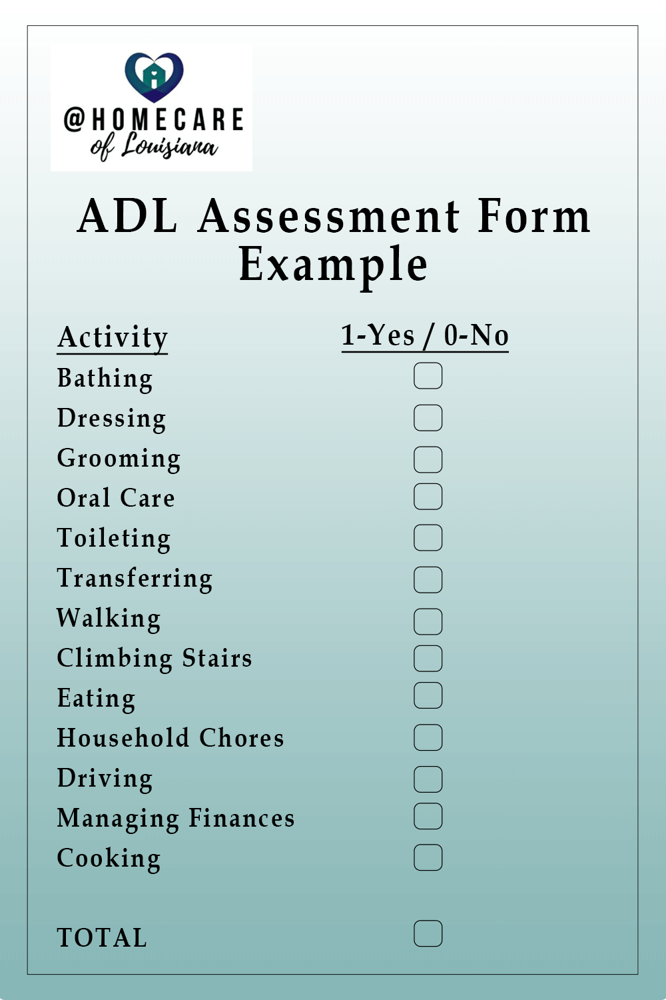 @HOMECARE
of Louisiana
ADL Assessment Form
Example
Activity 1-Yes / 0-No
Bathing
Dressing
Grooming
Oral Care
Toileting
Transferring
Walking
Climbing Stairs
Eating
Household Chores
Driving
Managing Finances
Cooking
TOTAL